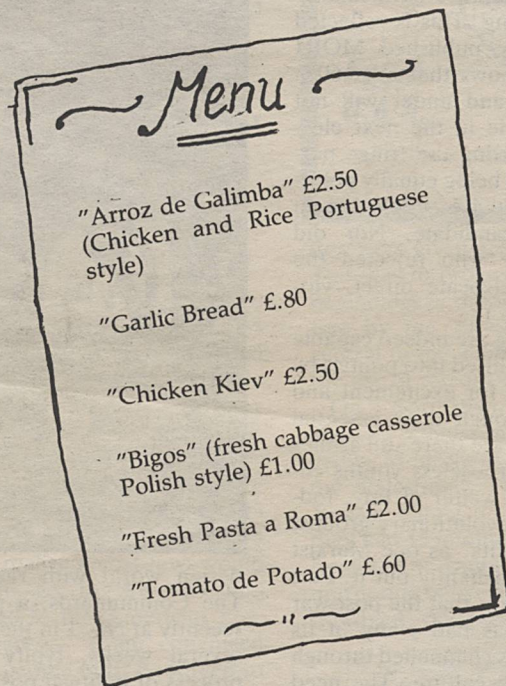 Menu
"Arroz de Galimba" £2.50
(Chicken and Rice Portuguese
style)
"Garlic Bread" £.80
"Chicken Kiev" £2.50
"Bigos" (fresh cabbage casserole
Polish style) £1.00
"Fresh Pasta a Roma" £2.00
"Tomato de Potado" £.60